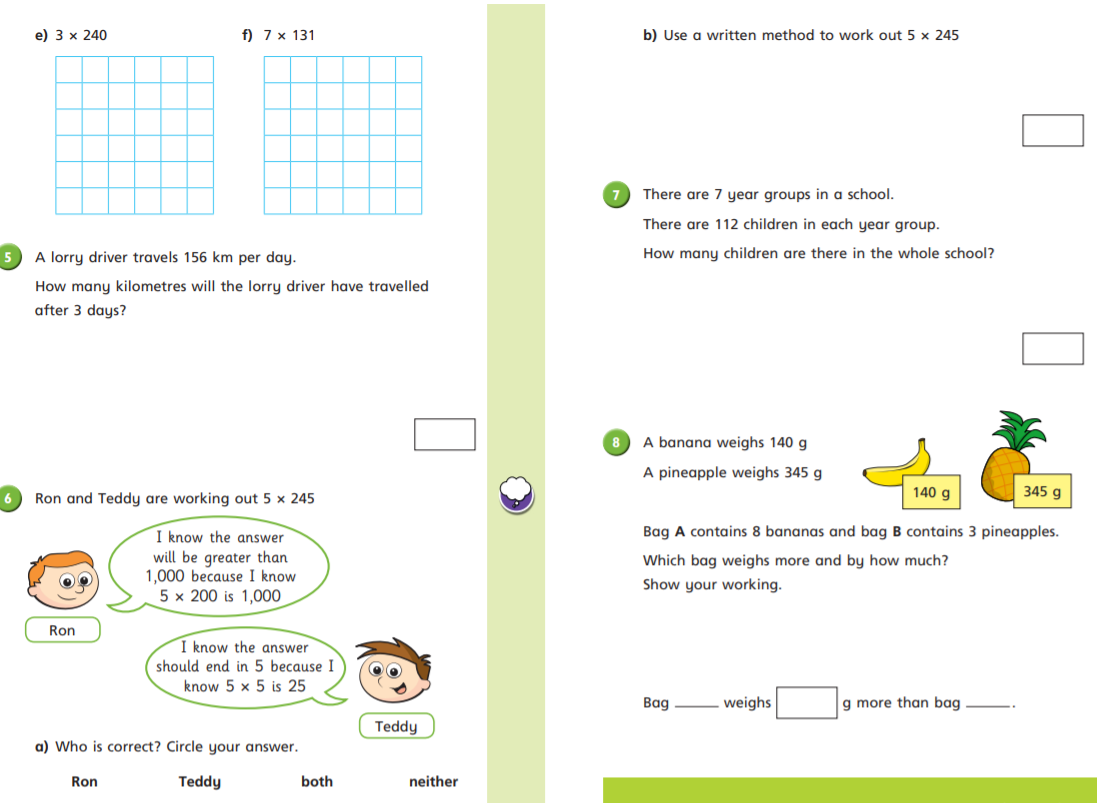 e) 3 × 240
f) 7 × 131
5
A lorry driver travels 156 km per day.
How many kilometres will the lorry driver have travelled
after 3 days?
6
Ron and Teddy are working out 5 × 245
I know the answer
will be greater than
1,000 because I know
5 × 200 is 1,000
Ron
I know the answer
should end in 5 because I
know 5 × 5 is 25
Teddy
a) Who is correct? Circle your answer.
Ron Teddy both neither
b) Use a written method to work out 5 × 245
7
There are 7 year groups in a school.
There are 112 children in each year group.
How many children are there in the whole school?
8
A banana weighs 140 g
A pineapple weighs 345 g
140 g
345 g
Bag A contains 8 bananas and bag B contains 3 pineapples.
Which bag weighs more and by how much?
Show your working.
Bag ______ weighs g more than bag ______.